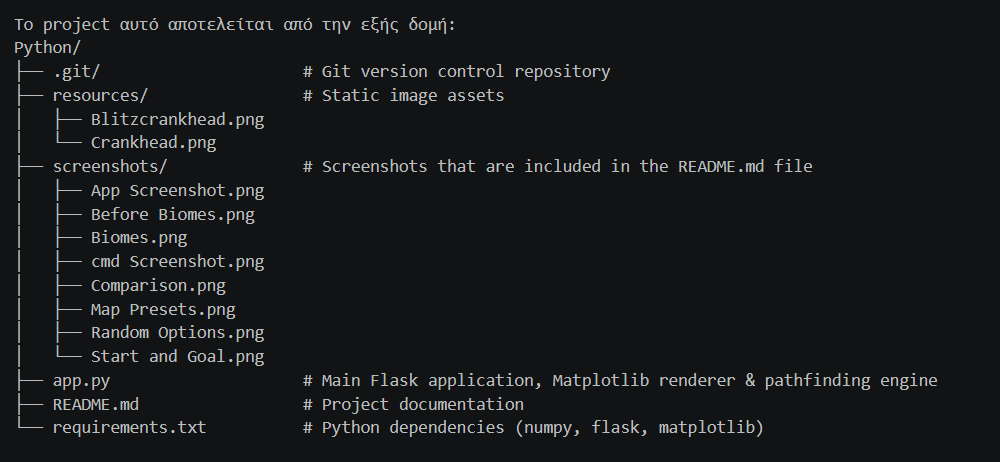 Το project αυτό αποτελείται από την εξής δομή:
Python/
├── .git/                     # Git version control repository
├── resources/                # Static image assets
│   ├── Blitzcrankhead.png
│   └── Crankhead.png
├── screenshots/              # Screenshots that are included in the README.md file
│   ├── App Screenshot.png
│   ├── Before Biomes.png
│   ├── Biomes.png
│   ├── cmd Screenshot.png
│   ├── Comparison.png
│   ├── Map Presets.png
│   ├── Random Options.png
│   └── Start and Goal.png
├── app.py                    # Main Flask application, Matplotlib renderer & pathfinding engine
├── README.md                 # Project documentation
└── requirements.txt          # Python dependencies (numpy, flask, matplotlib)